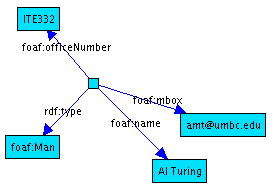 ITE332
foaf:officeNumber
rdf:type
foaf:mbox
foaf:name
amt@umbc.edu
foaf:Man
Al Turing